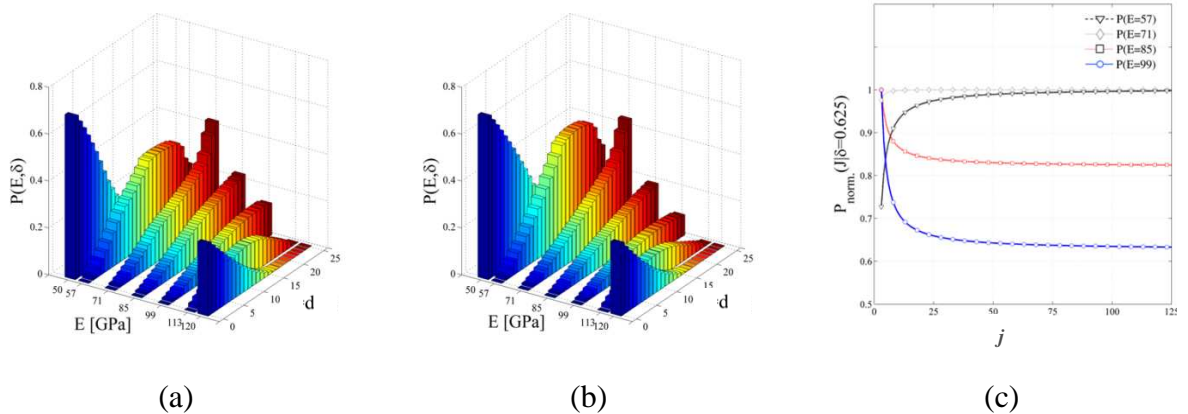 0.8
0.6
0.4
0.2
0
P(E,δ)
50
57
71
85
99
113
120
E [GPa]
0
5
10
15
20
25
d
(a)
0.8
0.6
0.4
0.2
0
P(E,δ)
50
57
71
85
99
113
120
E [GPa]
0
5
10
15
20
25
d
(b)
P(E=57)
P(E=71)
P(E=85)
P(E=99)
1
0.9
0.8
0.7
0.6
0.5
P norm. (J|δ=0.625)
0 25 50 75 100 125
j
(c)